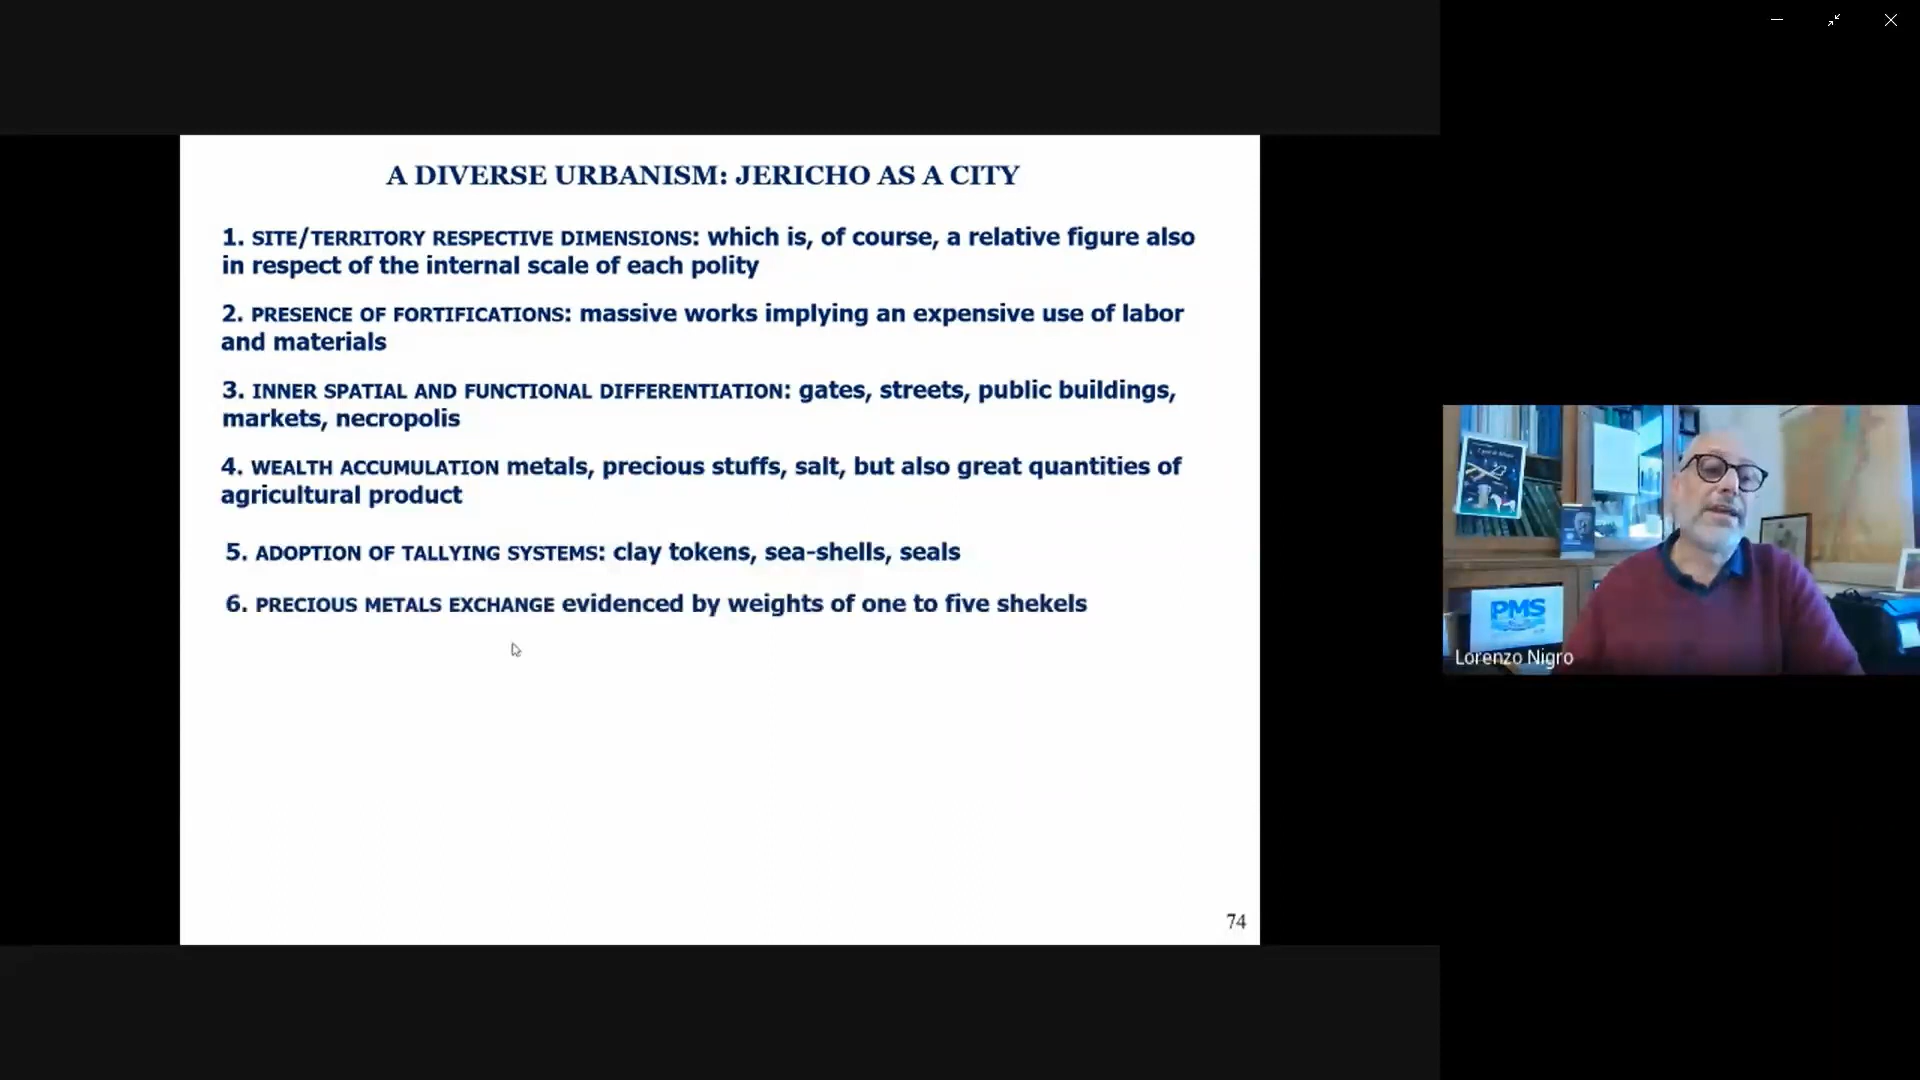 A DIVERSE URBANISM: JERICHO AS A CITY
1. SITE/TERRITORY RESPECTIVE DIMENSIONS: which is, of course, a relative figure also
in respect of the internal scale of each polity
2. PRESENCE OF FORTIFICATIONS: massive works implying an expensive use of labor
and materials
3. INNER SPATIAL AND FUNCTIONAL DIFFERENTIATION: gates, streets, public buildings,
markets, necropolis
4. WEALTH ACCUMULATION metals, precious stuffs, salt, but also great quantities of
agricultural product
5. ADOPTION OF TALLYING SYSTEMS: clay tokens, sea-shells, seals
6. PRECIOUS METALS EXCHANGE evidenced by weights of one to five shekels
74
PMS
Lorenzo Nigro